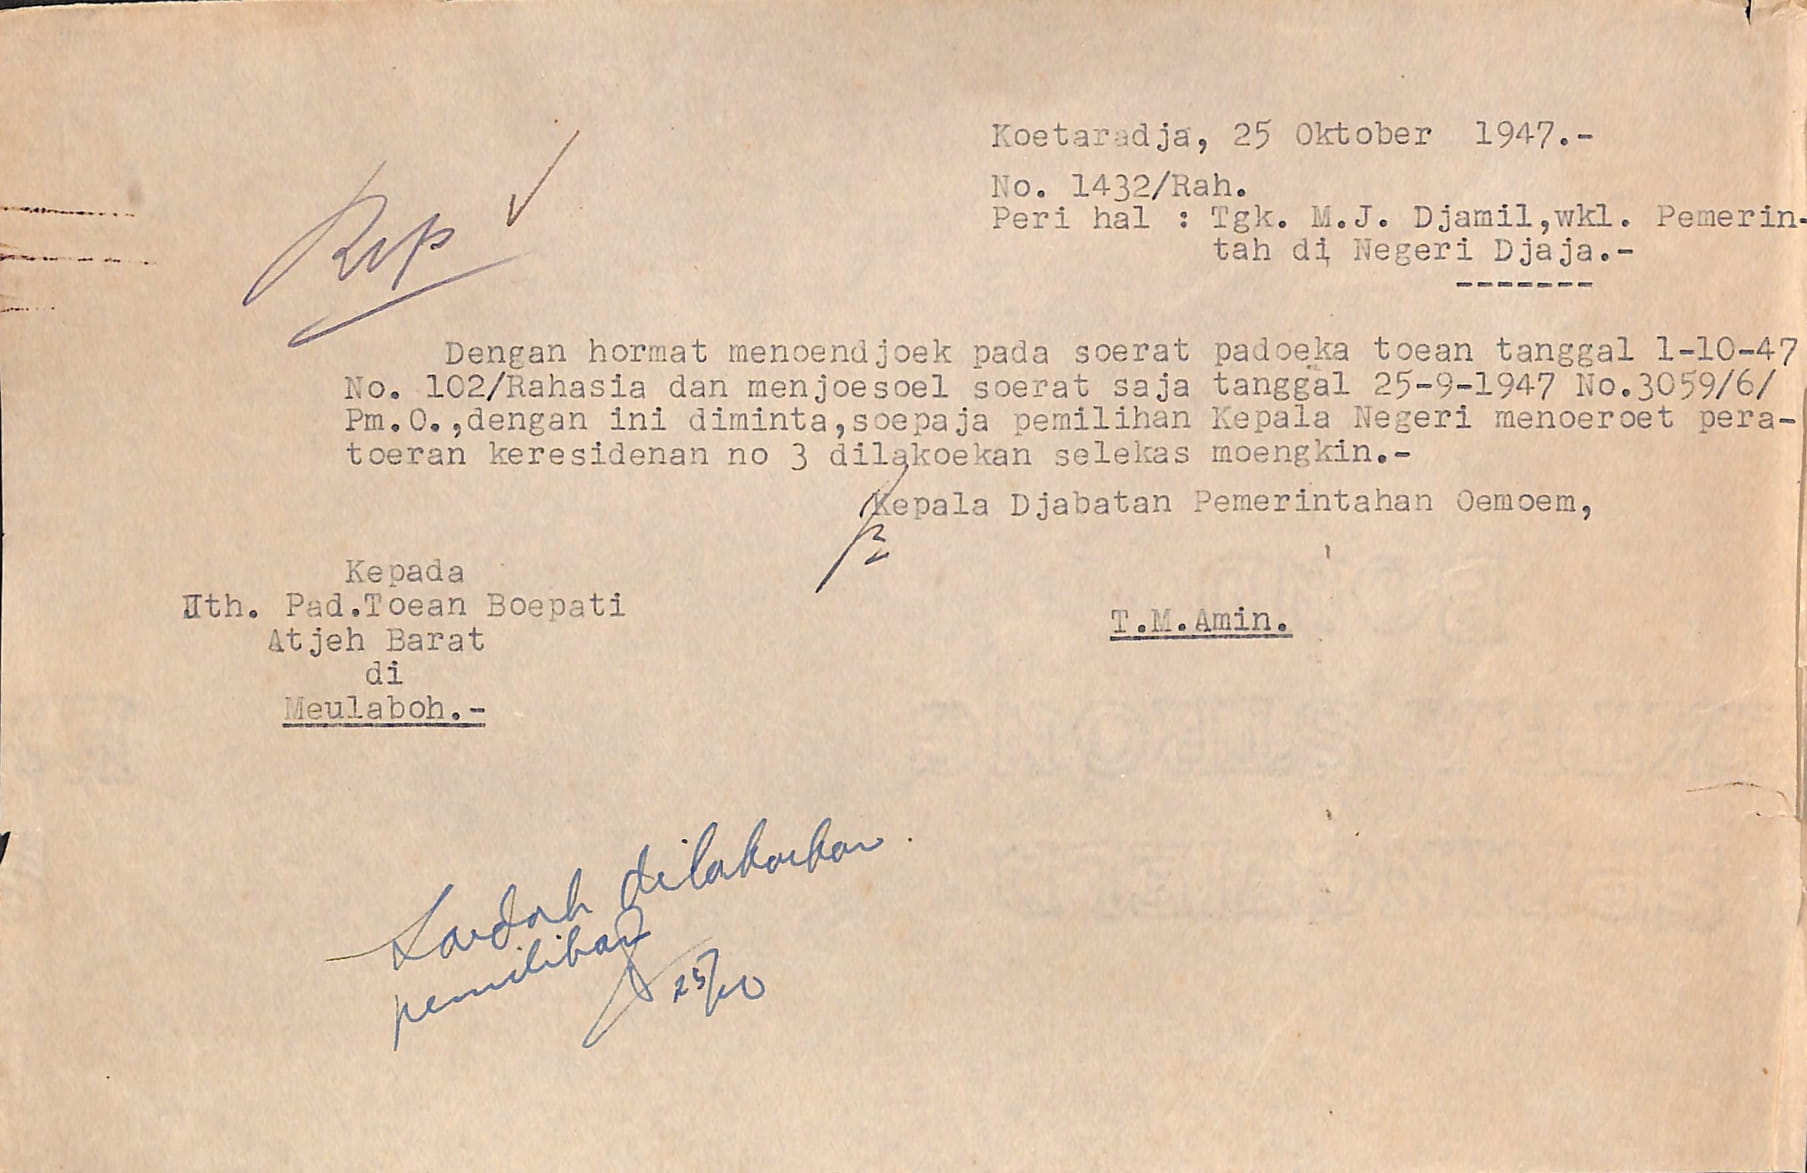 Koetaradja, 25 Oktober 1947.-
No. 1432/Rah.
Peri hal : Tgk. M.J. Djamil,wkl. Pemerin-
tah di Negeri Djaja.-
-------
Dengan hormat menoendjoek pada soerat padoeka toean tanggal 1-10-47
No. 102/Rahasia dan menjoesoel soerat saja tanggal 25-9-1947 No.3059/6/
Pm.O.,dengan ini diminta,soepaja pemilihan Kepala Negeri menoeroet pera-
toeran keresidenan no 3 dilakoekan selekas moengkin.-
Kepala Djabatan Pemerintahan Oemoem,
T.M.Amin.
Kepada
Jth. Pad.Toean Boepati
Atjeh Barat
di
Meulaboh.-
Soedah dilakoekan
pemilihan
25/10